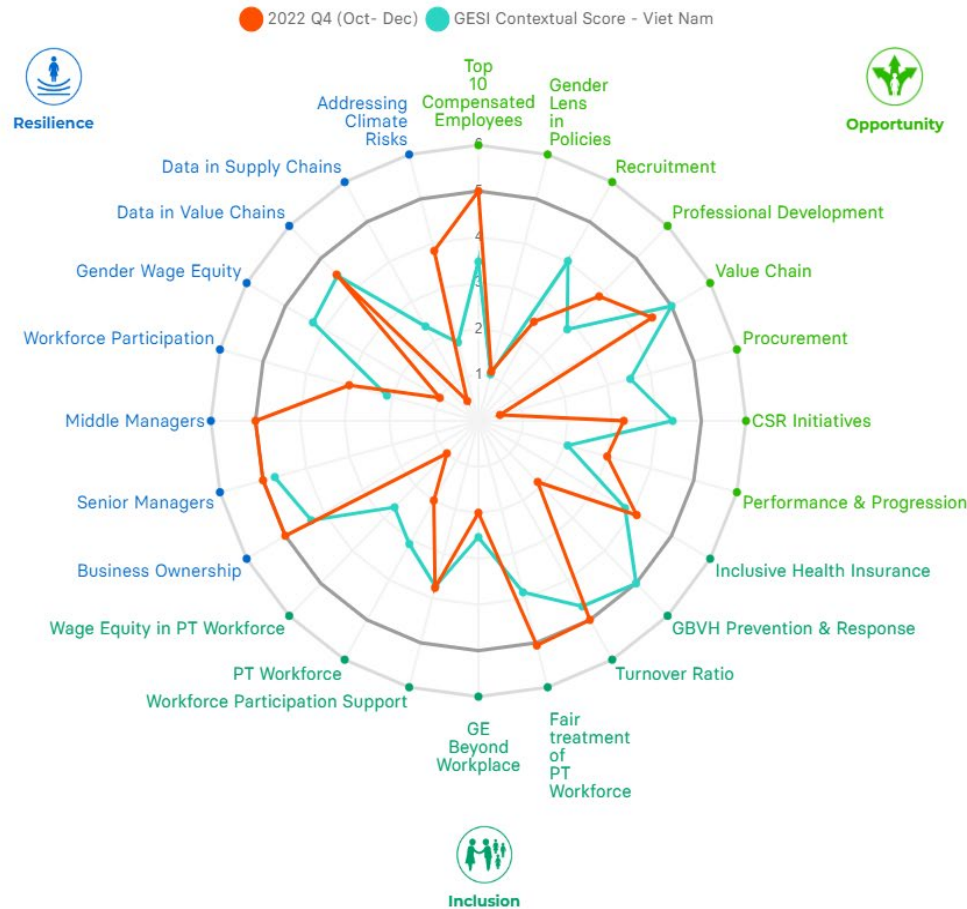 2022 Q4 (Oct- Dec)
GESI Contextual Score - Viet Nam
Resilience
Opportunity
Inclusion
Top
10
Compensated
Employees
Gender
Lens
in
Policies
Recruitment
Professional Development
Value Chain
Procurement
CSR Initiatives
Performance & Progression
Inclusive Health Insurance
GBVH Prevention & Response
Turnover Ratio
Fair
treatment
of
PT
Workforce
GE
Beyond
Workplace
Workforce Participation Support
PT Workforce
Wage Equity in PT Workforce
Business Ownership
Senior Managers
Middle Managers
Workforce Participation
Gender Wage Equity
Data in Value Chains
Data in Supply Chains
Addressing
Climate
Risks
6
5
4
3
2
1